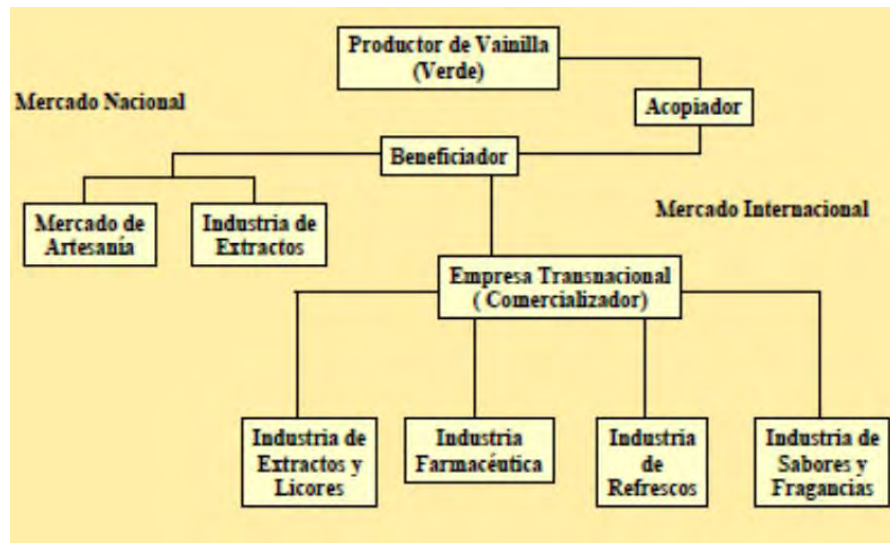 Productor de Vainilla
(Verde)
Mercado Nacional
Acopiador
Beneficiador
Mercado de
Artesanía
Industria de
Extractos
Mercado Internacional
Empresa Transnacional
( Comercializador)
Industria de
Extractos y
Licores
Industria
Farmacéutica
Industria
de
Refrescos
Industria de
Sabores y
Fragancias